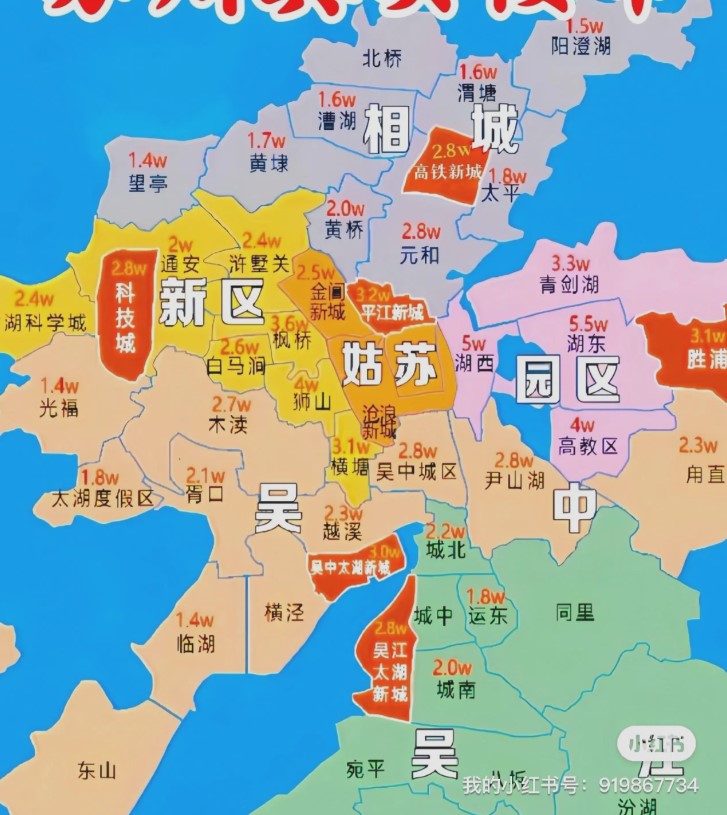 1.5w
阳澄湖
北桥
1.6w
渭塘
1.6w
漕湖
相城
2.8w
高铁新城
1.7w
黄埭
1.4w
望亭
1.8w
太平
2.0w
黄桥
2.8w
元和
2w
通安
2.4w
浒墅关
2.5w
金阊
新城
3.2w
平江新城
3.3w
青剑湖
2.8w
科技城
新区
2.4w
湖科学城
3.6w
枫桥
2.6w
白马涧
姑苏
5w
湖西
5.5w
湖东
园区
3.1w
胜浦
1.4w
光福
2.7w
木渎
4w
狮山
沧浪
新城
4w
高教区
3.1w
横塘
2.8w
吴中城区
2.8w
尹山湖
2.3w
甪直
1.8w
太湖度假区
2.1w
胥口
吴中
2.3w
越溪
2.2w
城北
3.0w
吴中太湖新城
1.4w
临湖
横泾
2.8w
吴江
太湖
新城
城中
1.8w
运东
同里
2.0w
城南
东山
宛平
吴江
八坂
小红书
我的小红书号：919867734
汾湖